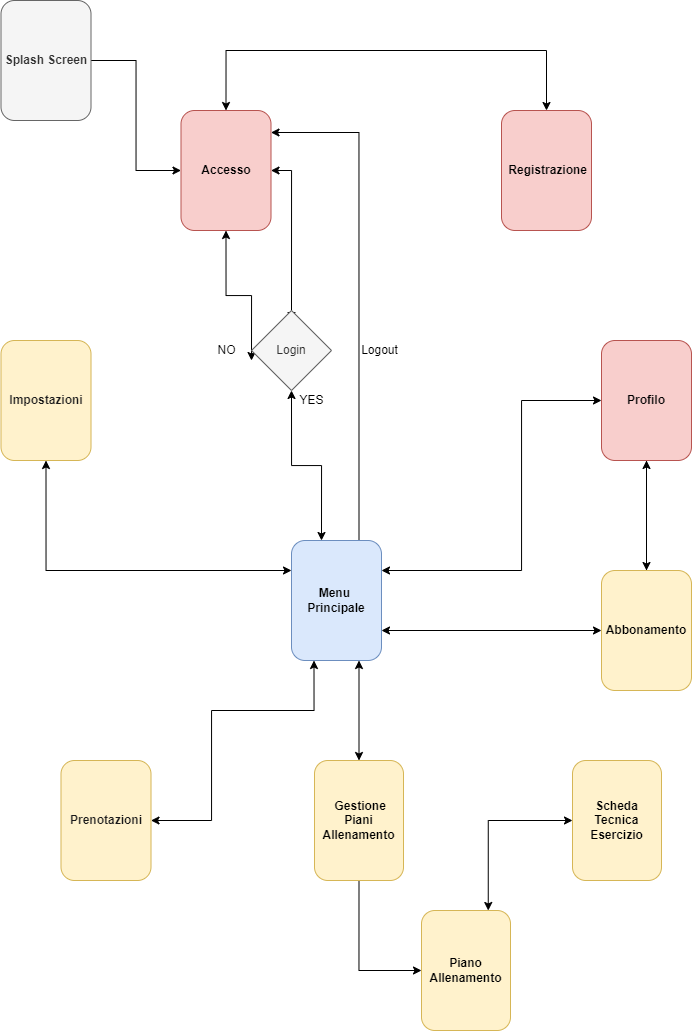 Splash Screen
Accesso
Registrazione
NO
Login
Logout
YES
Impostazioni
Profilo
Menu
Principale
Abbonamento
Prenotazioni
Gestione
Piani
Allenamento
Scheda
Tecnica
Esercizio
Piano
Allenamento